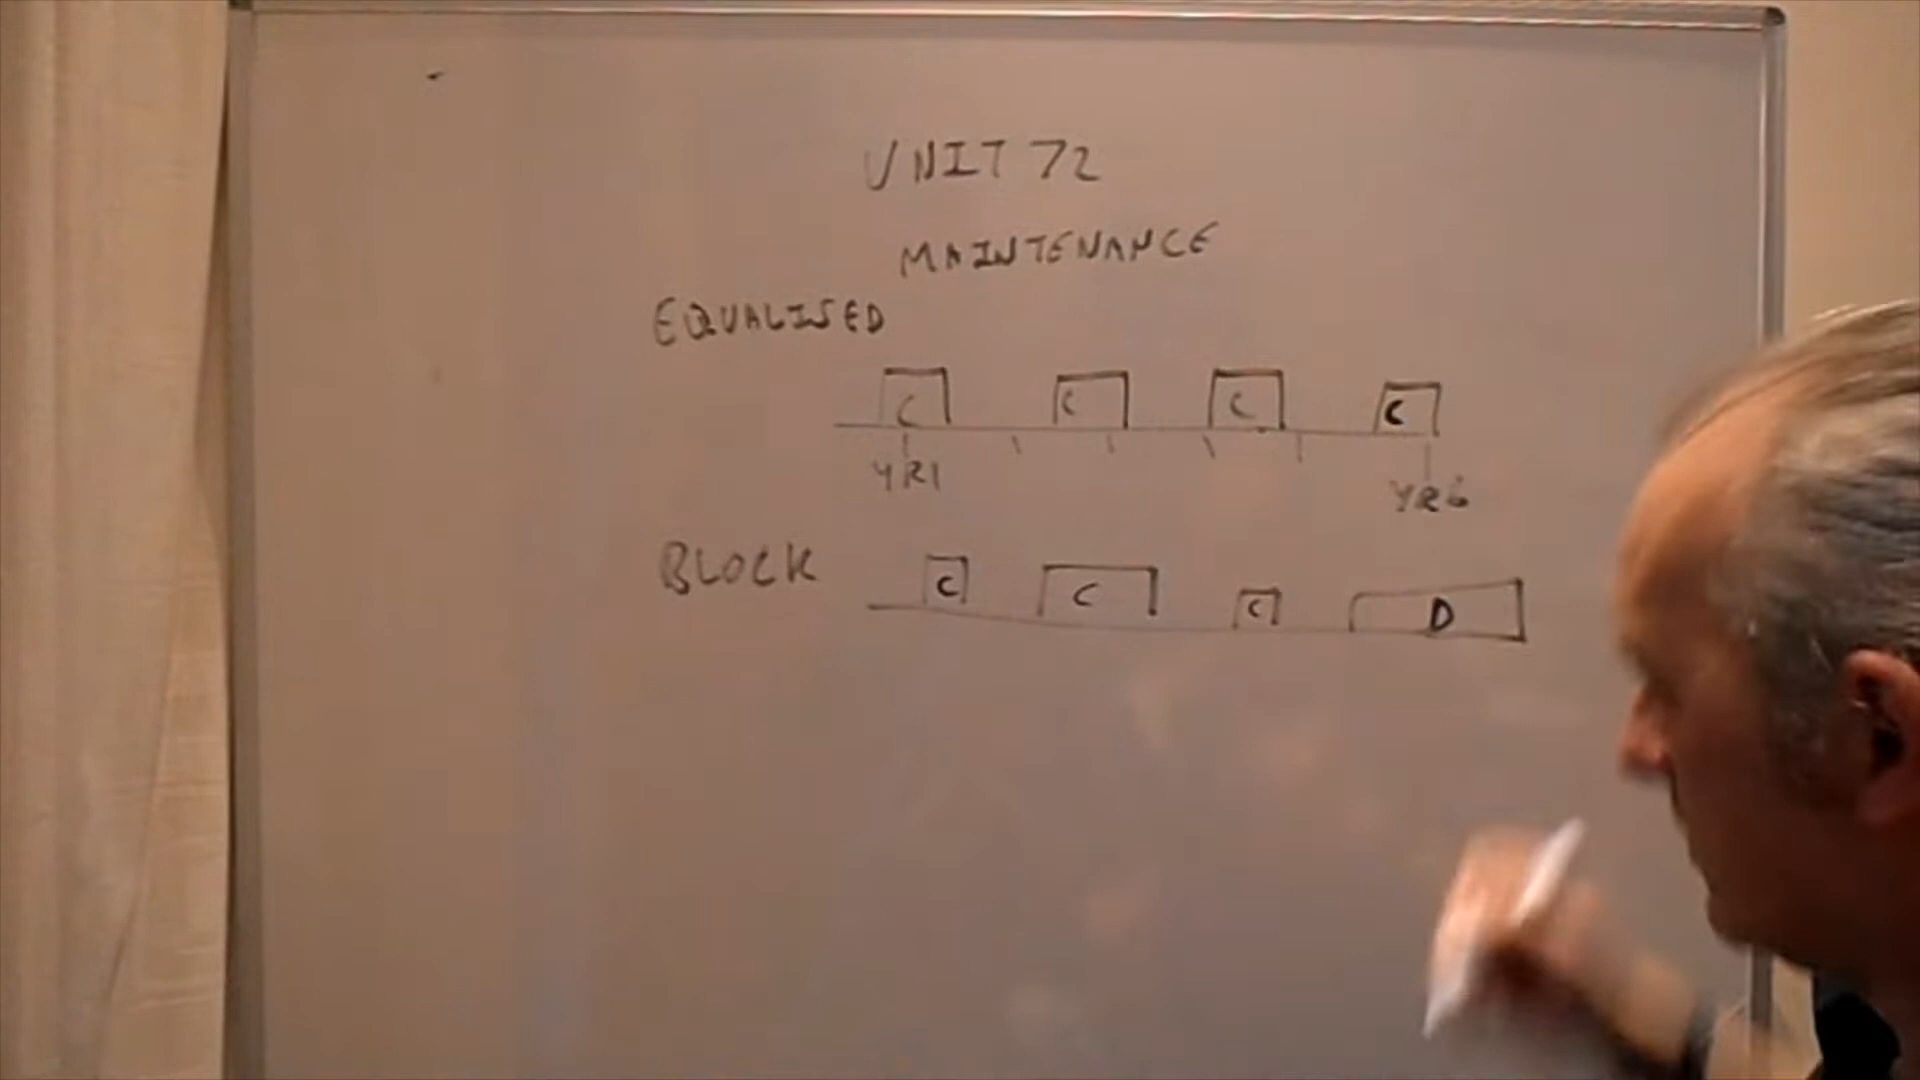 UNIT 72
MAINTENANCE
EQUALISED
C C C C
YR1 YR6
BLOCK C C C D